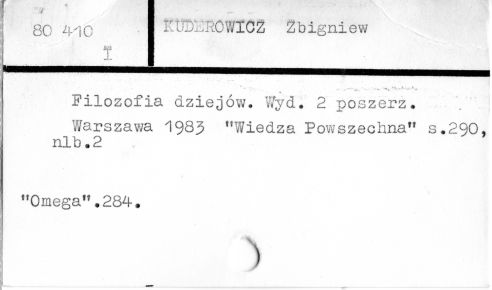 80 410
I
KUDEROWICZ Zbigniew
Filozofia dziejów. Wyd. 2 poszerz.
Warszawa 1983 "Wiedza Powszechna" s.290,
nlb.2
"Omega".284.